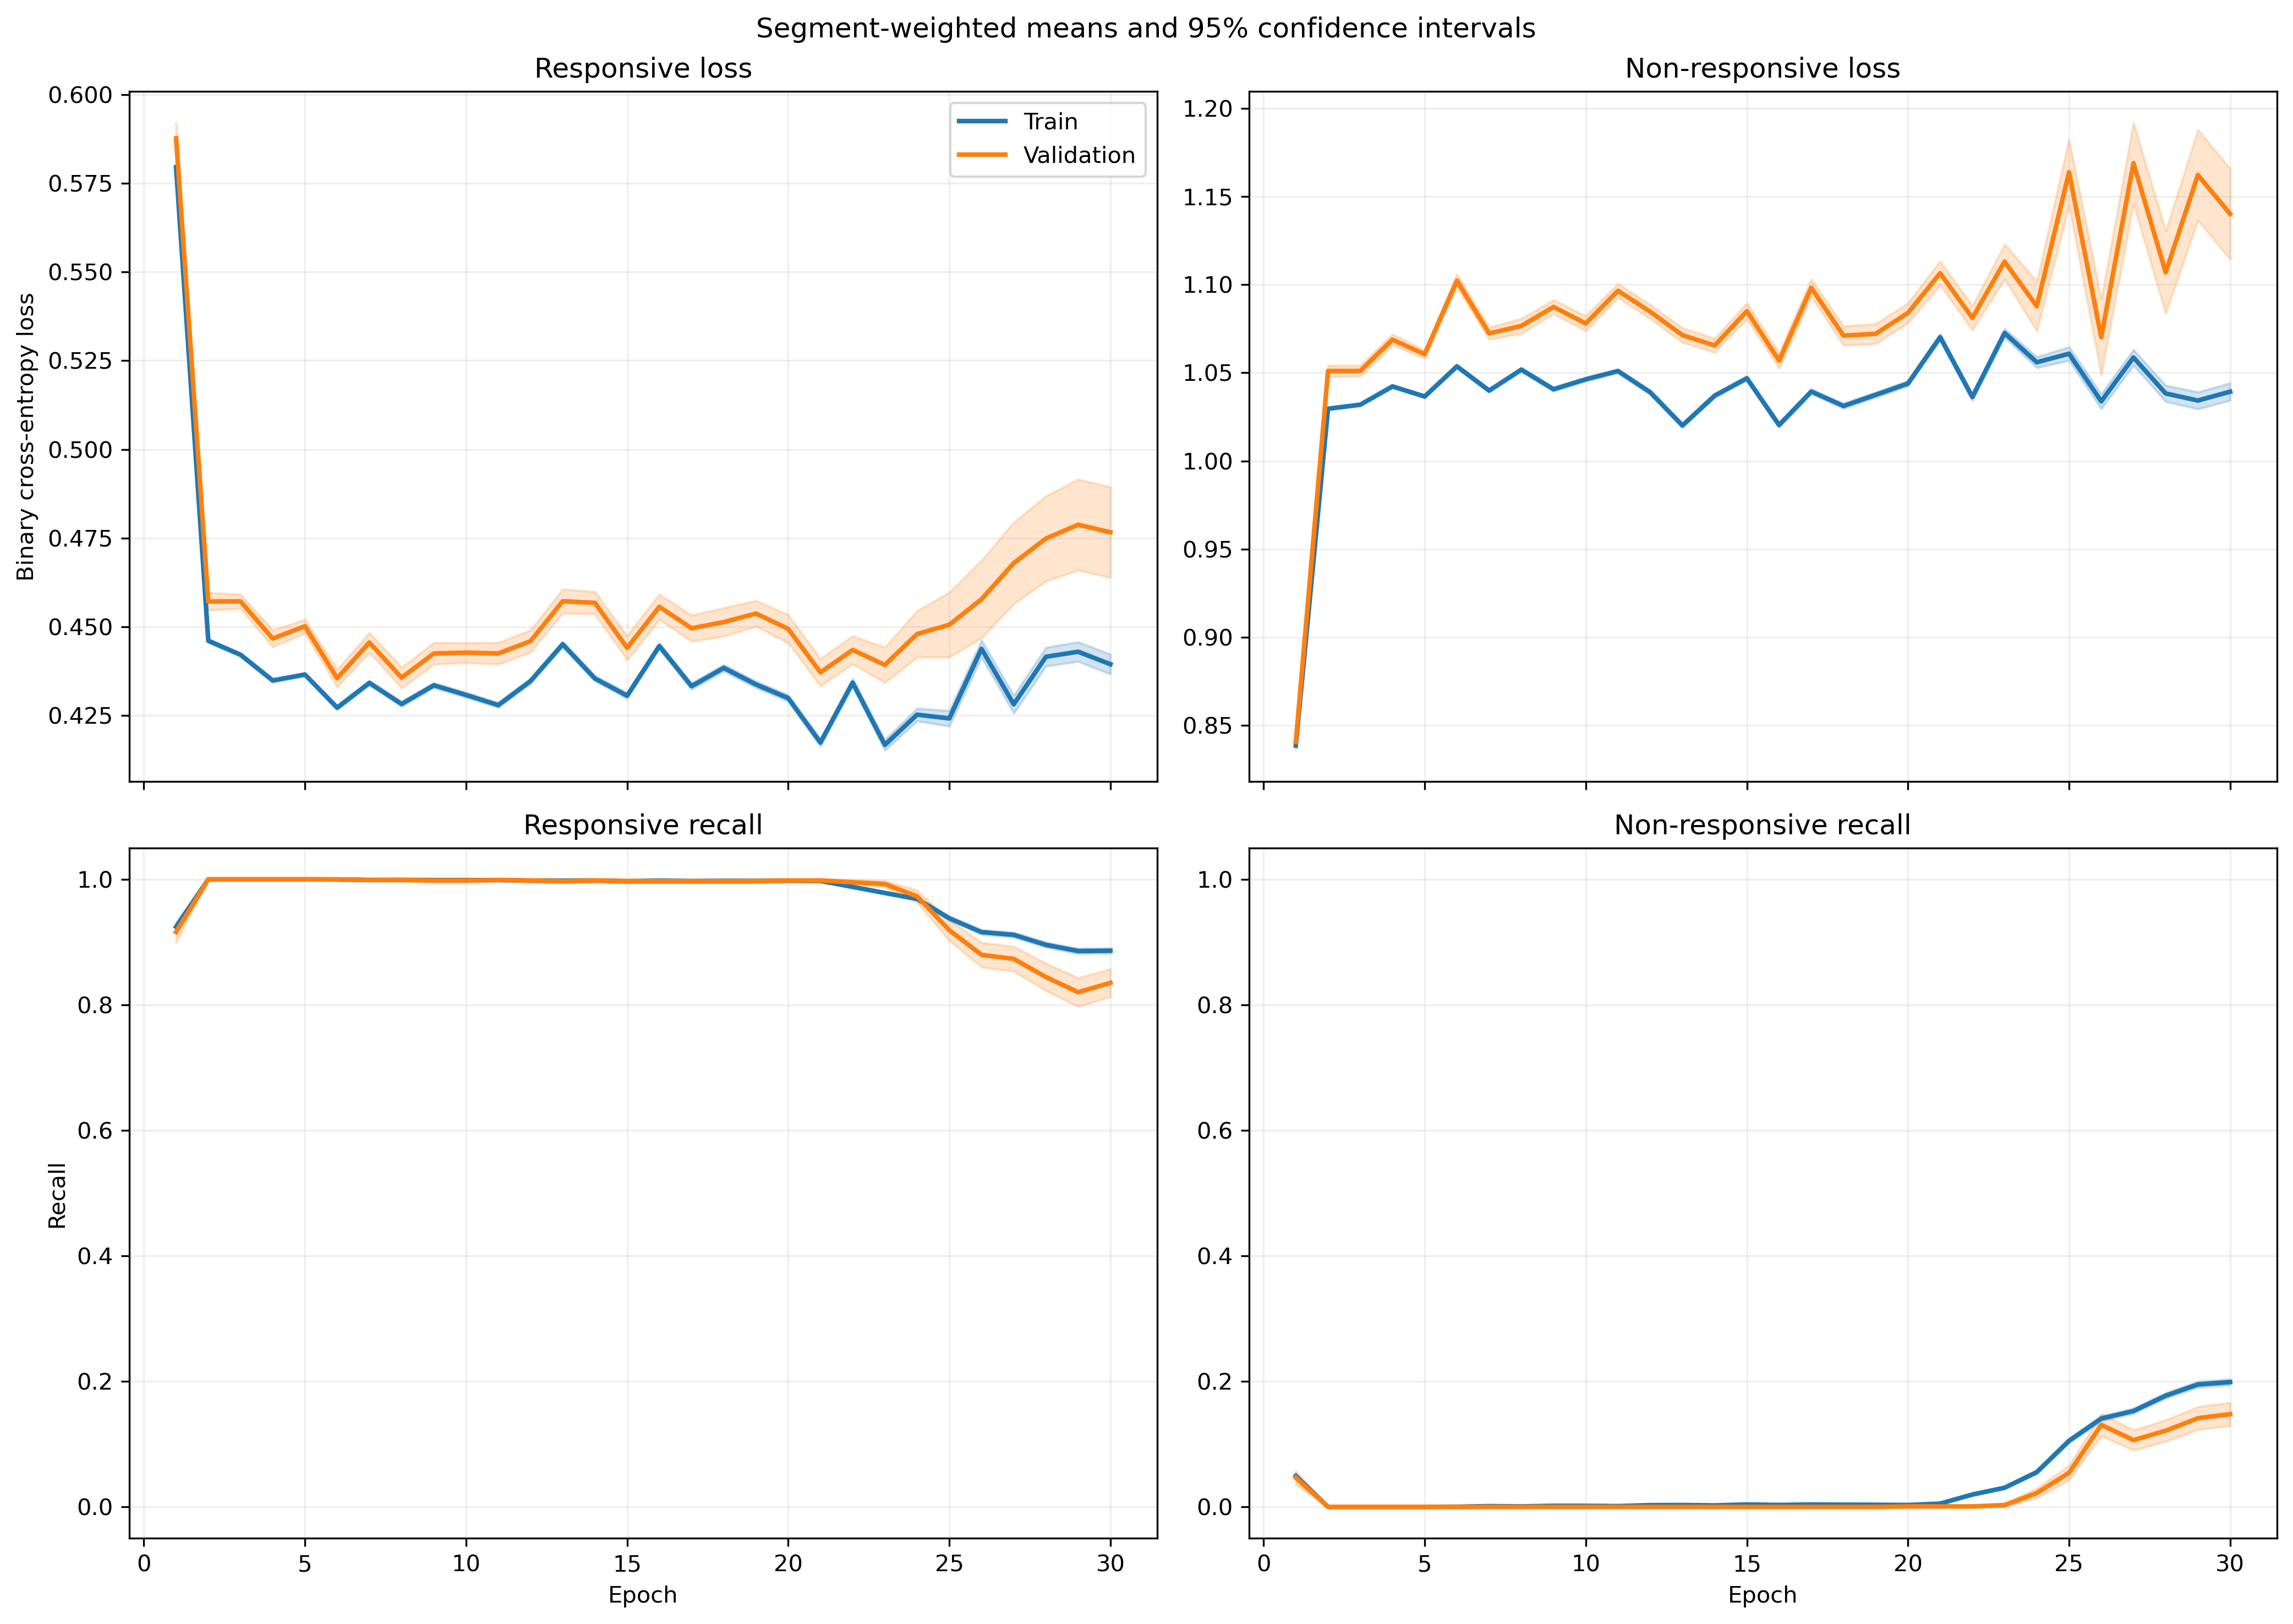 Segment-weighted means and 95% confidence intervals
Responsive loss
Non-responsive loss
Binary cross-entropy loss
0.600
0.575
0.550
0.525
0.500
0.475
0.450
0.425
Train
Validation
1.20
1.15
1.10
1.05
1.00
0.95
0.90
0.85
Responsive recall
Non-responsive recall
Recall
1.0
0.8
0.6
0.4
0.2
0.0
0 5 10 15 20 25 30
Epoch
1.0
0.8
0.6
0.4
0.2
0.0
0 5 10 15 20 25 30
Epoch